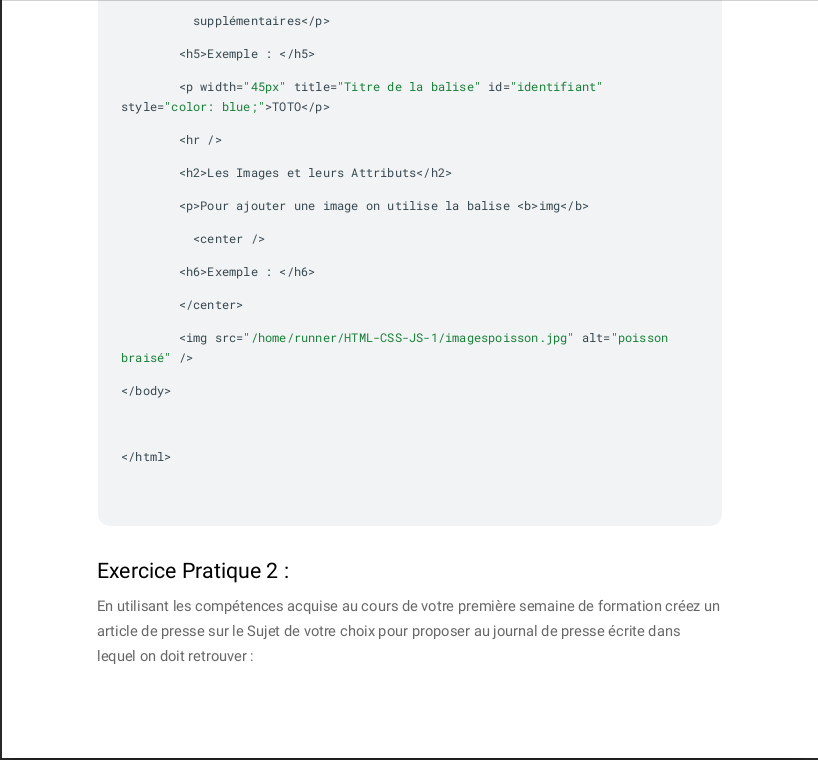 supplémentaires</p>
<h5>Exemple : </h5>
<p width="45px" title="Titre de la balise" id="identifiant"
style="color: blue;">TOTO</p>
<hr />
<h2>Les Images et leurs Attributs</h2>
<p>Pour ajouter une image on utilise la balise <b>img</b>
<center />
<h6>Exemple : </h6>
</center>
<img src="/home/runner/HTML-CSS-JS-1/imagespoisson.jpg" alt="poisson
braisé" />
</body>
</html>
Exercice Pratique 2 :
En utilisant les compétences acquise au cours de votre première semaine de formation créez un
article de presse sur le Sujet de votre choix pour proposer au journal de presse écrite dans
lequel on doit retrouver :